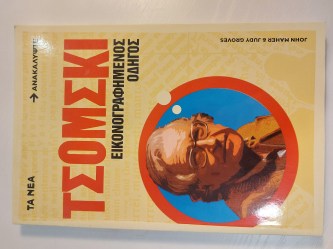 JOHN MAHER & JUDY GROVES
ΤΣΟΜΣΚΙ
ΕΙΚΟΝΟΓΡΑΦΗΜΕΝΟΣ
ΟΔΗΓΟΣ
ΤΑ ΝΕΑ
→ ΑΝΑΚΑΛΥΨΤΕ